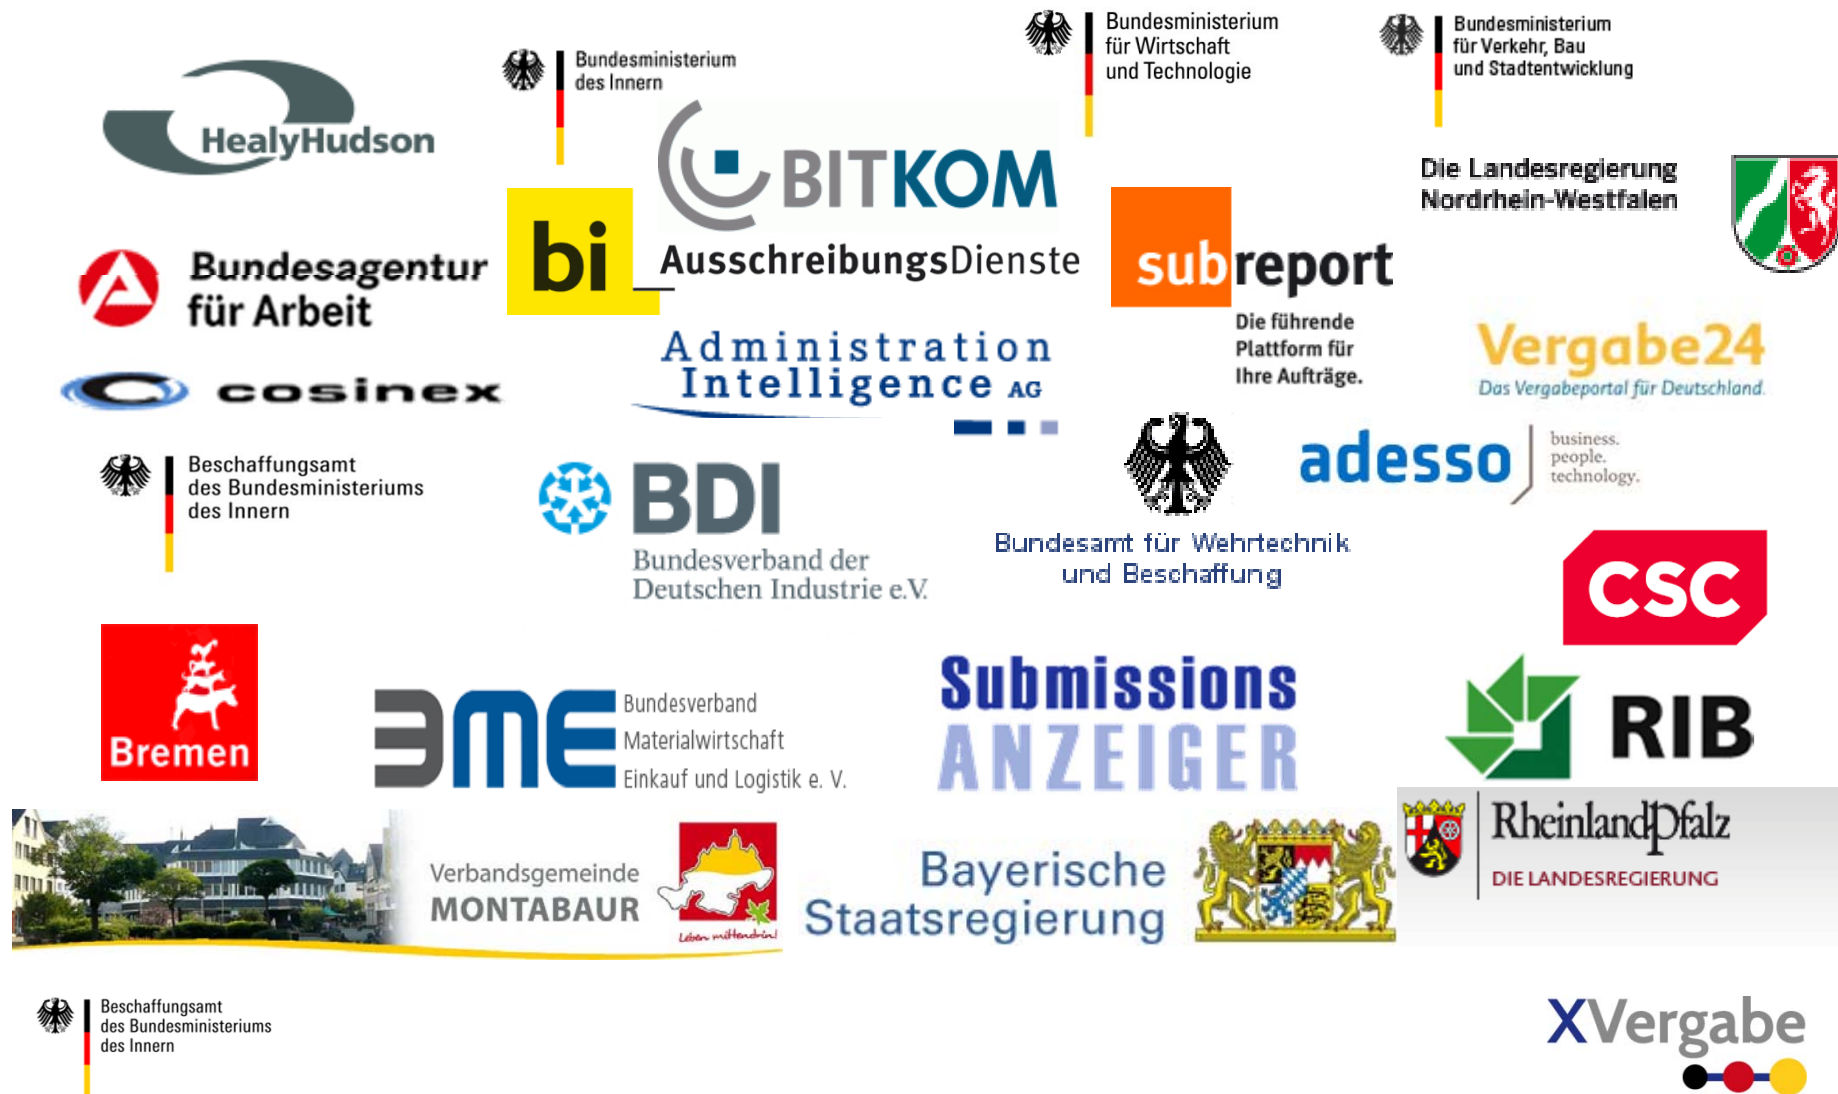 Bundesministerium
für Wirtschaft
und Technologie
Bundesministerium
für Verkehr, Bau
und Stadtentwicklung
Bundesministerium
des Innern
HealyHudson
BITKOM
Die Landesregierung
Nordrhein-Westfalen
Bundesagentur
für Arbeit
bi_AusschreibungsDienste
subreport
Die führende
Plattform für
Ihre Aufträge.
Vergabe24
Das Vergabeportal für Deutschland.
Administration
Intelligence AG
cosinex
adesso
business.
people.
technology.
Beschaffungsamt
des Bundesministeriums
des Innern
BDI
Bundesverband der
Deutschen Industrie e.V.
Bundesamt für Wehrtechnik
und Beschaffung
CSC
Bremen
BME
Bundesverband
Materialwirtschaft
Einkauf und Logistik e. V.
Submissions
ANZEIGER
RIB
Verbandsgemeinde
MONTABAUR
Leben mittendrin!
Bayerische
Staatsregierung
RheinlandPfalz
DIE LANDESREGIERUNG
Beschaffungsamt
des Bundesministeriums
des Innern
XVergabe